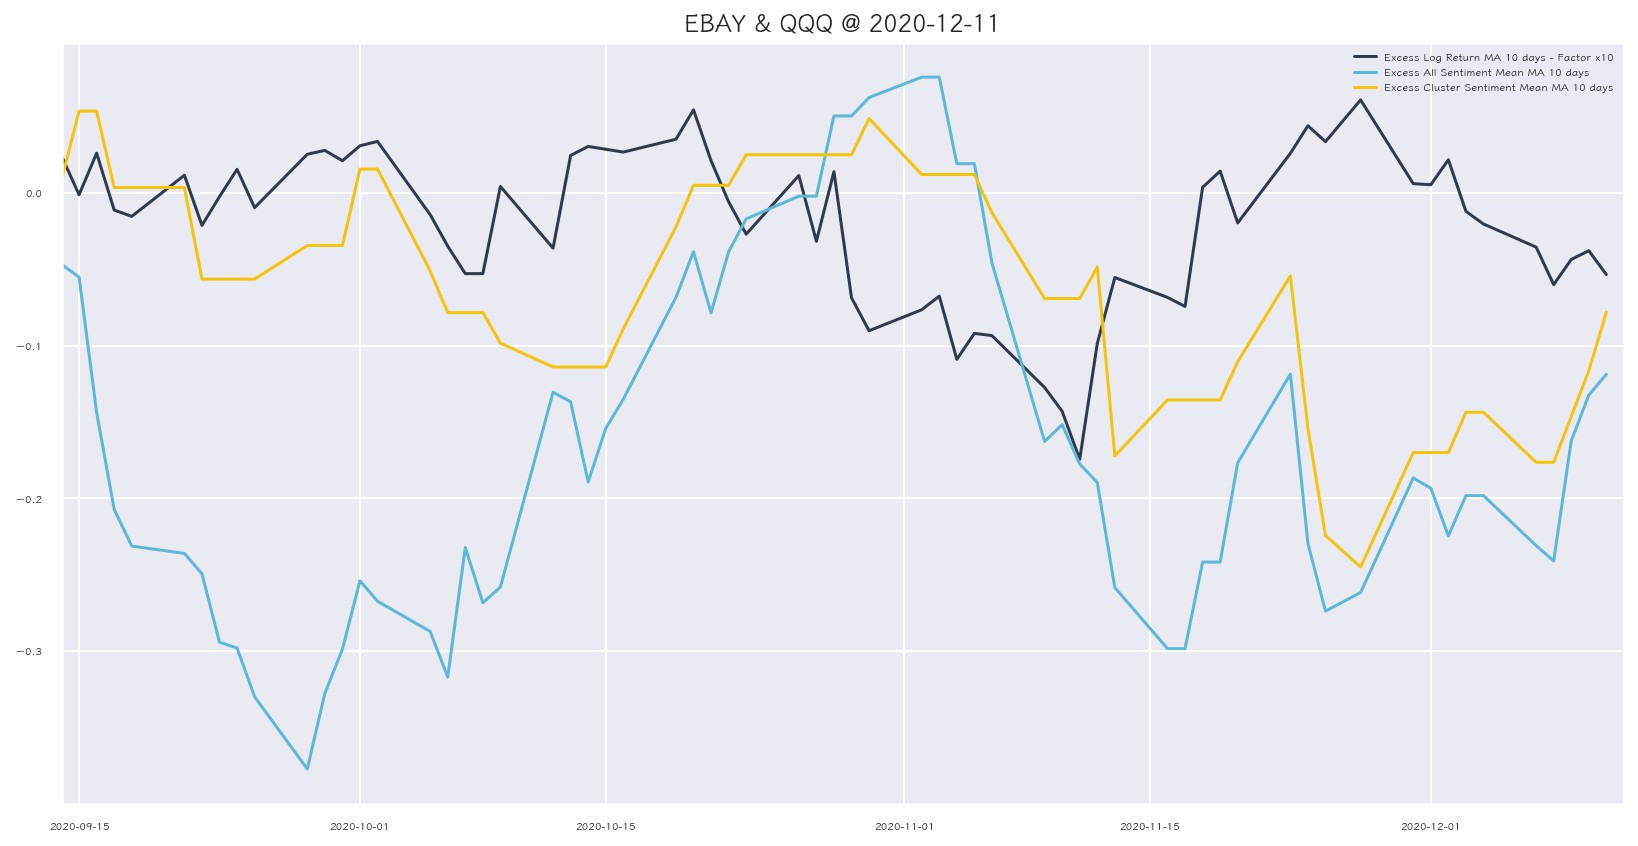 EBAY & QQQ @ 2020-12-11
Excess Log Return MA 10 days - Factor x10
Excess All Sentiment Mean MA 10 days
Excess Cluster Sentiment Mean MA 10 days
0.0
−0.1
−0.2
−0.3
2020-09-15
2020-10-01
2020-10-15
2020-11-01
2020-11-15
2020-12-01